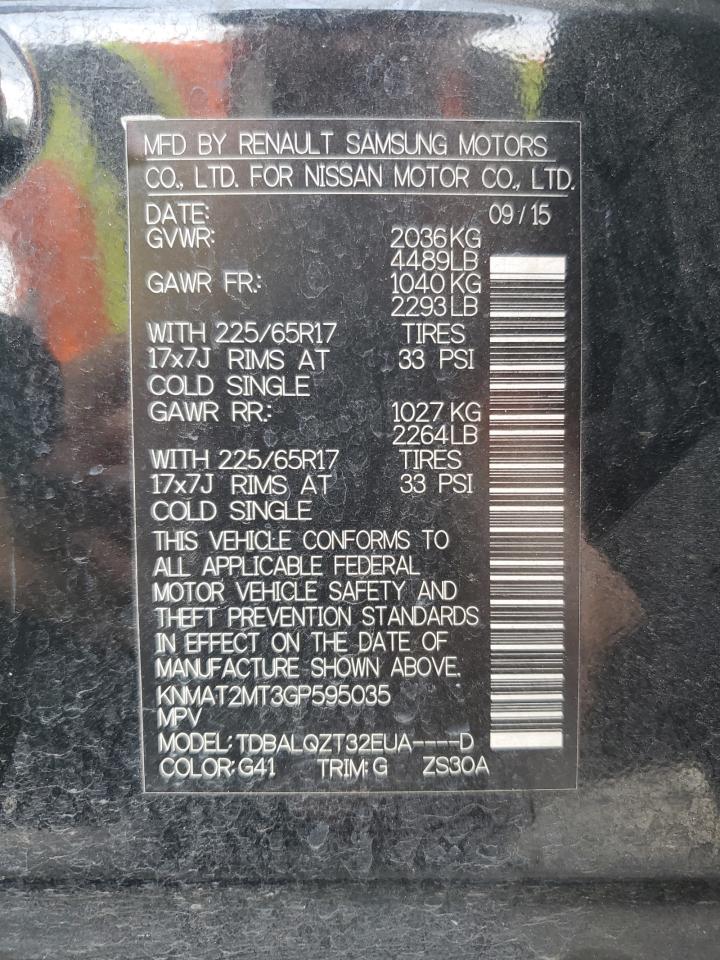 MFD BY RENAULT SAMSUNG MOTORS
CO., LTD. FOR NISSAN MOTOR CO., LTD.
DATE: 09/15
GVWR: 2036KG
4489LB
GAWR FR.: 1040KG
2293LB
WITH 225/65R17 TIRES
17x7J RIMS AT 33 PSI
COLD SINGLE
GAWR RR.: 1027KG
2264LB
WITH 225/65R17 TIRES
17x7J RIMS AT 33 PSI
COLD SINGLE
THIS VEHICLE CONFORMS TO
ALL APPLICABLE FEDERAL
MOTOR VEHICLE SAFETY AND
THEFT PREVENTION STANDARDS
IN EFFECT ON THE DATE OF
MANUFACTURE SHOWN ABOVE.
KNMAT2MT3GP595035
MPV
MODEL: TDBALQZT32EUA----D
COLOR: G41 TRIM: G ZS30A